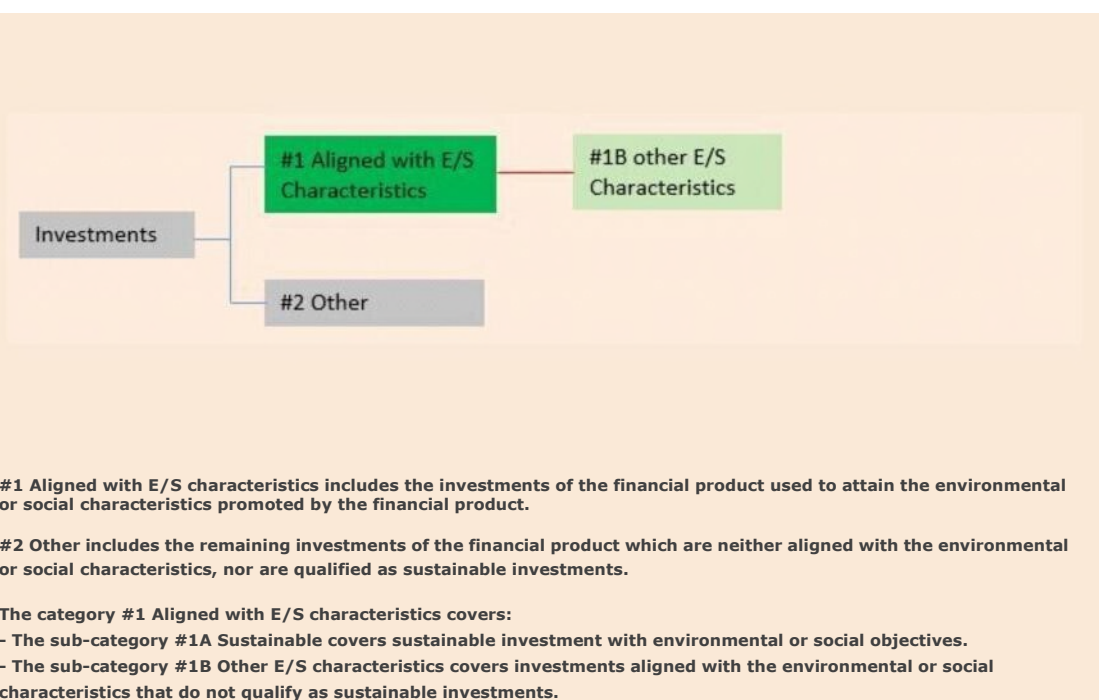 #1 Aligned with E/S
Characteristics
#1B other E/S
Characteristics
Investments
#2 Other
#1 Aligned with E/S characteristics includes the investments of the financial product used to attain the environmental
or social characteristics promoted by the financial product.
#2 Other includes the remaining investments of the financial product which are neither aligned with the environmental
or social characteristics, nor are qualified as sustainable investments.
The category #1 Aligned with E/S characteristics covers:
- The sub-category #1A Sustainable covers sustainable investment with environmental or social objectives.
- The sub-category #1B Other E/S characteristics covers investments aligned with the environmental or social
characteristics that do not qualify as sustainable investments.